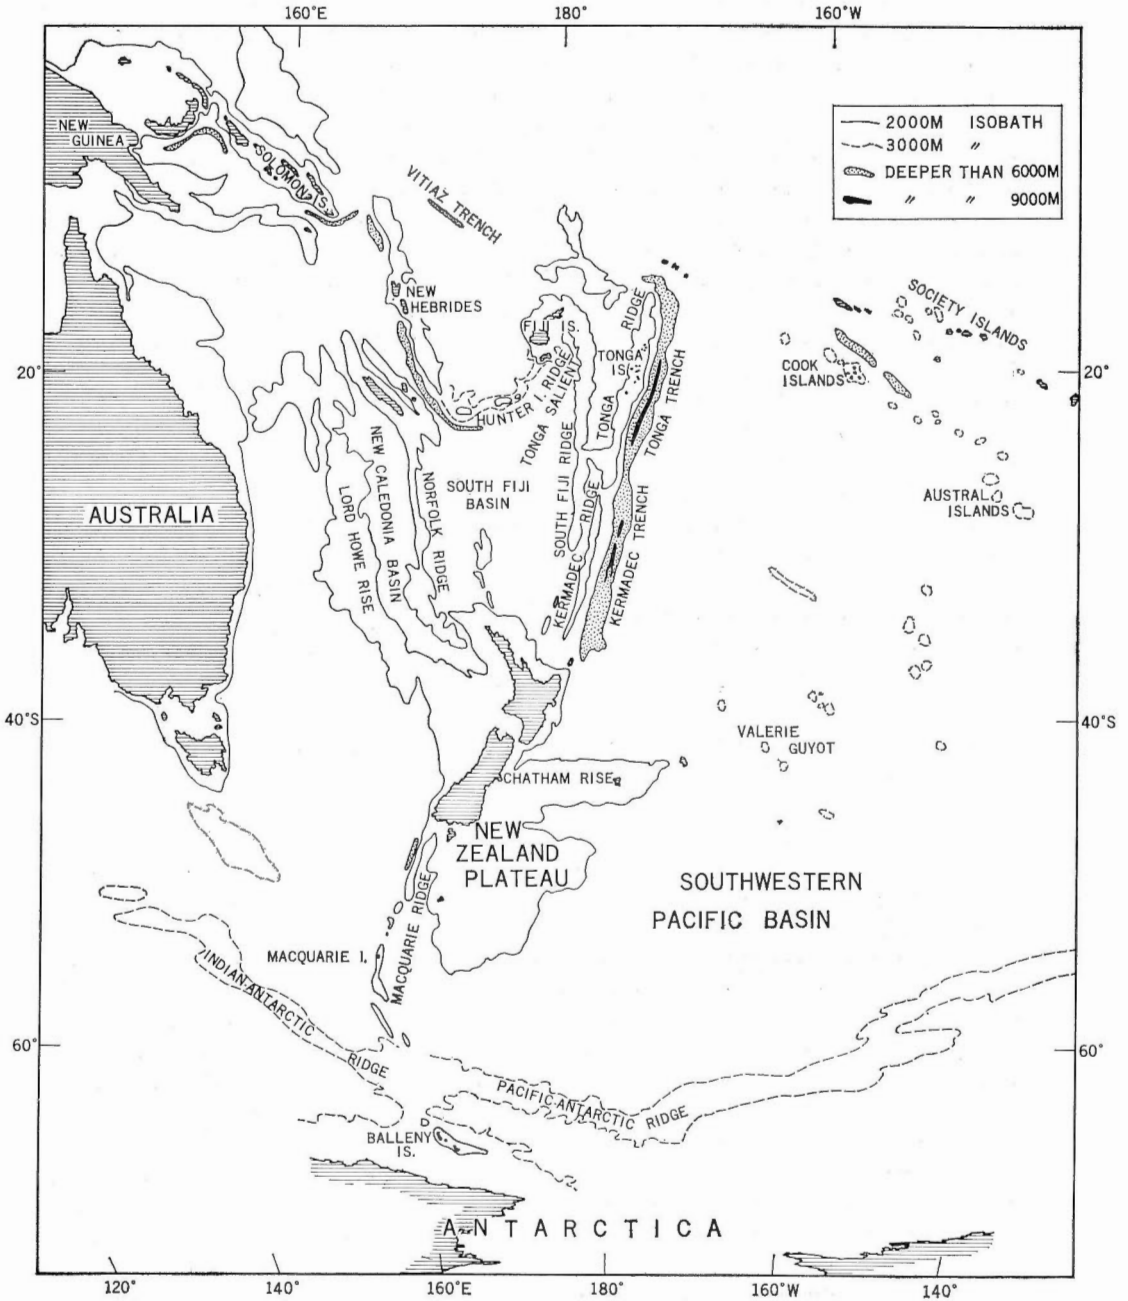 160°E 180° 160°W
2000M ISOBATH
3000M 〃
DEEPER THAN 6000M
〃 〃 9000M
NEW
GUINEA
SOLOMON IS.
VITIAZ TRENCH
NEW
HEBRIDES
FIJI IS.
RIDGE
TONGA
IS.
SOCIETY ISLANDS
COOK
ISLANDS
20° 20°
HUNTER I. RIDGE
TONGA SALIENT
TONGA
TONGA TRENCH
AUSTRALIA
LORD HOWE RISE
NEW CALEDONIA BASIN
NORFOLK RIDGE
SOUTH FIJI
BASIN
SOUTH FIJI RIDGE
KERMADEC RIDGE
KERMADEC TRENCH
AUSTRAL
ISLANDS
40°S 40°S
VALERIE
GUYOT
CHATHAM RISE
NEW
ZEALAND
PLATEAU
SOUTHWESTERN
PACIFIC BASIN
MACQUARIE I.
MACQUARIE RIDGE
INDIAN-ANTARCTIC
RIDGE
60° 60°
PACIFIC-ANTARCTIC RIDGE
BALLENY
IS.
ANTARCTICA
120° 140° 160°E 180° 160°W 140°